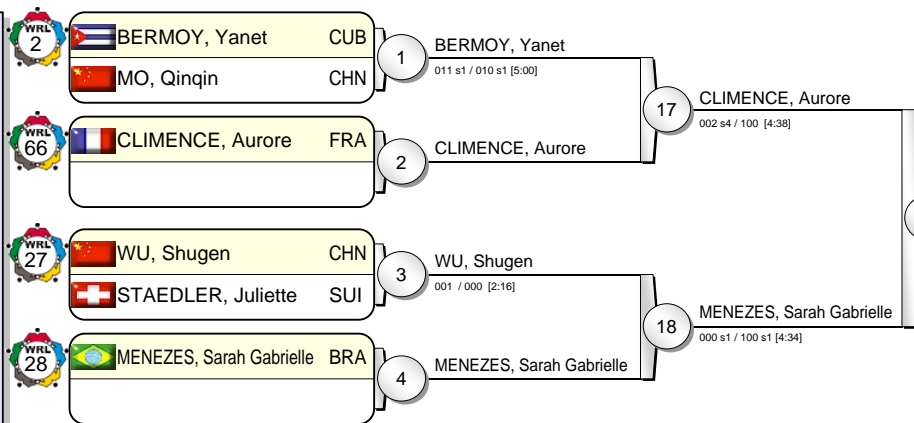 WRL
2
BERMOY, Yanet CUB
MO, Qinqin CHN
1
BERMOY, Yanet
011 s1 / 010 s1 [5:00]
WRL
66
CLIMENCE, Aurore FRA
2
CLIMENCE, Aurore
17
CLIMENCE, Aurore
002 s4 / 100 [4:38]
WRL
27
WU, Shugen CHN
STAEDLER, Juliette SUI
3
WU, Shugen
001 / 000 [2:16]
WRL
28
MENEZES, Sarah Gabrielle BRA
4
MENEZES, Sarah Gabrielle
18
MENEZES, Sarah Gabrielle
000 s1 / 100 s1 [4:34]